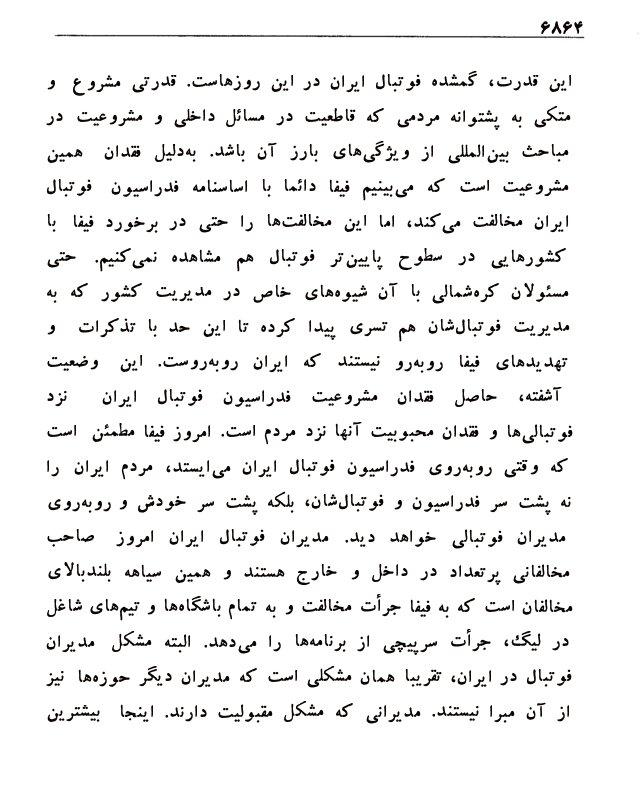 ۶۸۶۴
این قدرت، گمشده فوتبال ایران در این روزهاست. قدرتی مشروع و
متکی به پشتوانه مردمی که قاطعیت در مسائل داخلی و مشروعیت در
مباحث بین‌المللی از ویژگی‌های بارز آن باشد. به‌دلیل فقدان همین
مشروعیت است که می‌بینیم فیفا دائما با اساسنامه فدراسیون فوتبال
ایران مخالفت می‌کند، اما این مخالفت‌ها را حتی در برخورد فیفا با
کشورهایی در سطوح پایین‌تر فوتبال هم مشاهده نمی‌کنیم. حتی
مسئولان کره‌شمالی با آن شیوه‌های خاص در مدیریت کشور که به
مدیریت فوتبال‌شان هم تسری پیدا کرده تا این حد با تذکرات و
تهدیدهای فیفا روبه‌رو نیستند که ایران روبه‌روست. این وضعیت
آشفته، حاصل فقدان مشروعیت فدراسیون فوتبال ایران نزد
فوتبالی‌ها و فقدان محبوبیت آنها نزد مردم است. امروز فیفا مطمئن است
که وقتی روبه‌روی فدراسیون فوتبال ایران می‌ایستد، مردم ایران را
نه پشت سر فدراسیون و فوتبال‌شان، بلکه پشت سر خودش و روبه‌روی
مدیران فوتبالی خواهد دید. مدیران فوتبال ایران امروز صاحب
مخالفانی پرتعداد در داخل و خارج هستند و همین سیاهه بلندبالای
مخالفان است که به فیفا جرأت مخالفت و به تمام باشگاه‌ها و تیم‌های شاغل
در لیگ، جرأت سرپیچی از برنامه‌ها را می‌دهد. البته مشکل مدیران
فوتبال در ایران، تقریبا همان مشکلی است که مدیران دیگر حوزه‌ها نیز
از آن مبرا نیستند. مدیرانی که مشکل مقبولیت دارند. اینجا بیشترین